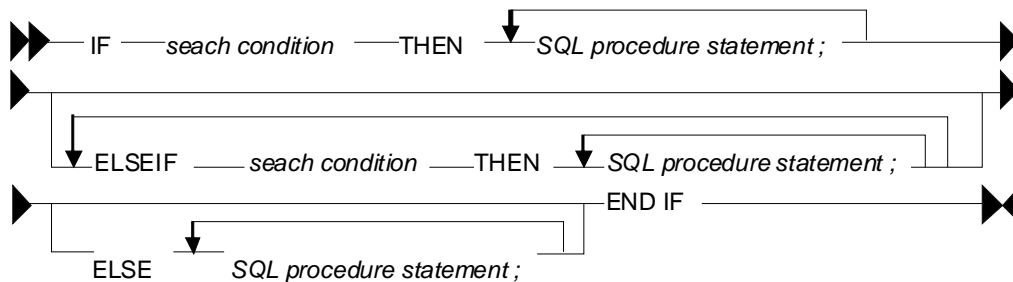 IF seach condition THEN SQL procedure statement ;
ELSEIF seach condition THEN SQL procedure statement ;
END IF
ELSE SQL procedure statement ;